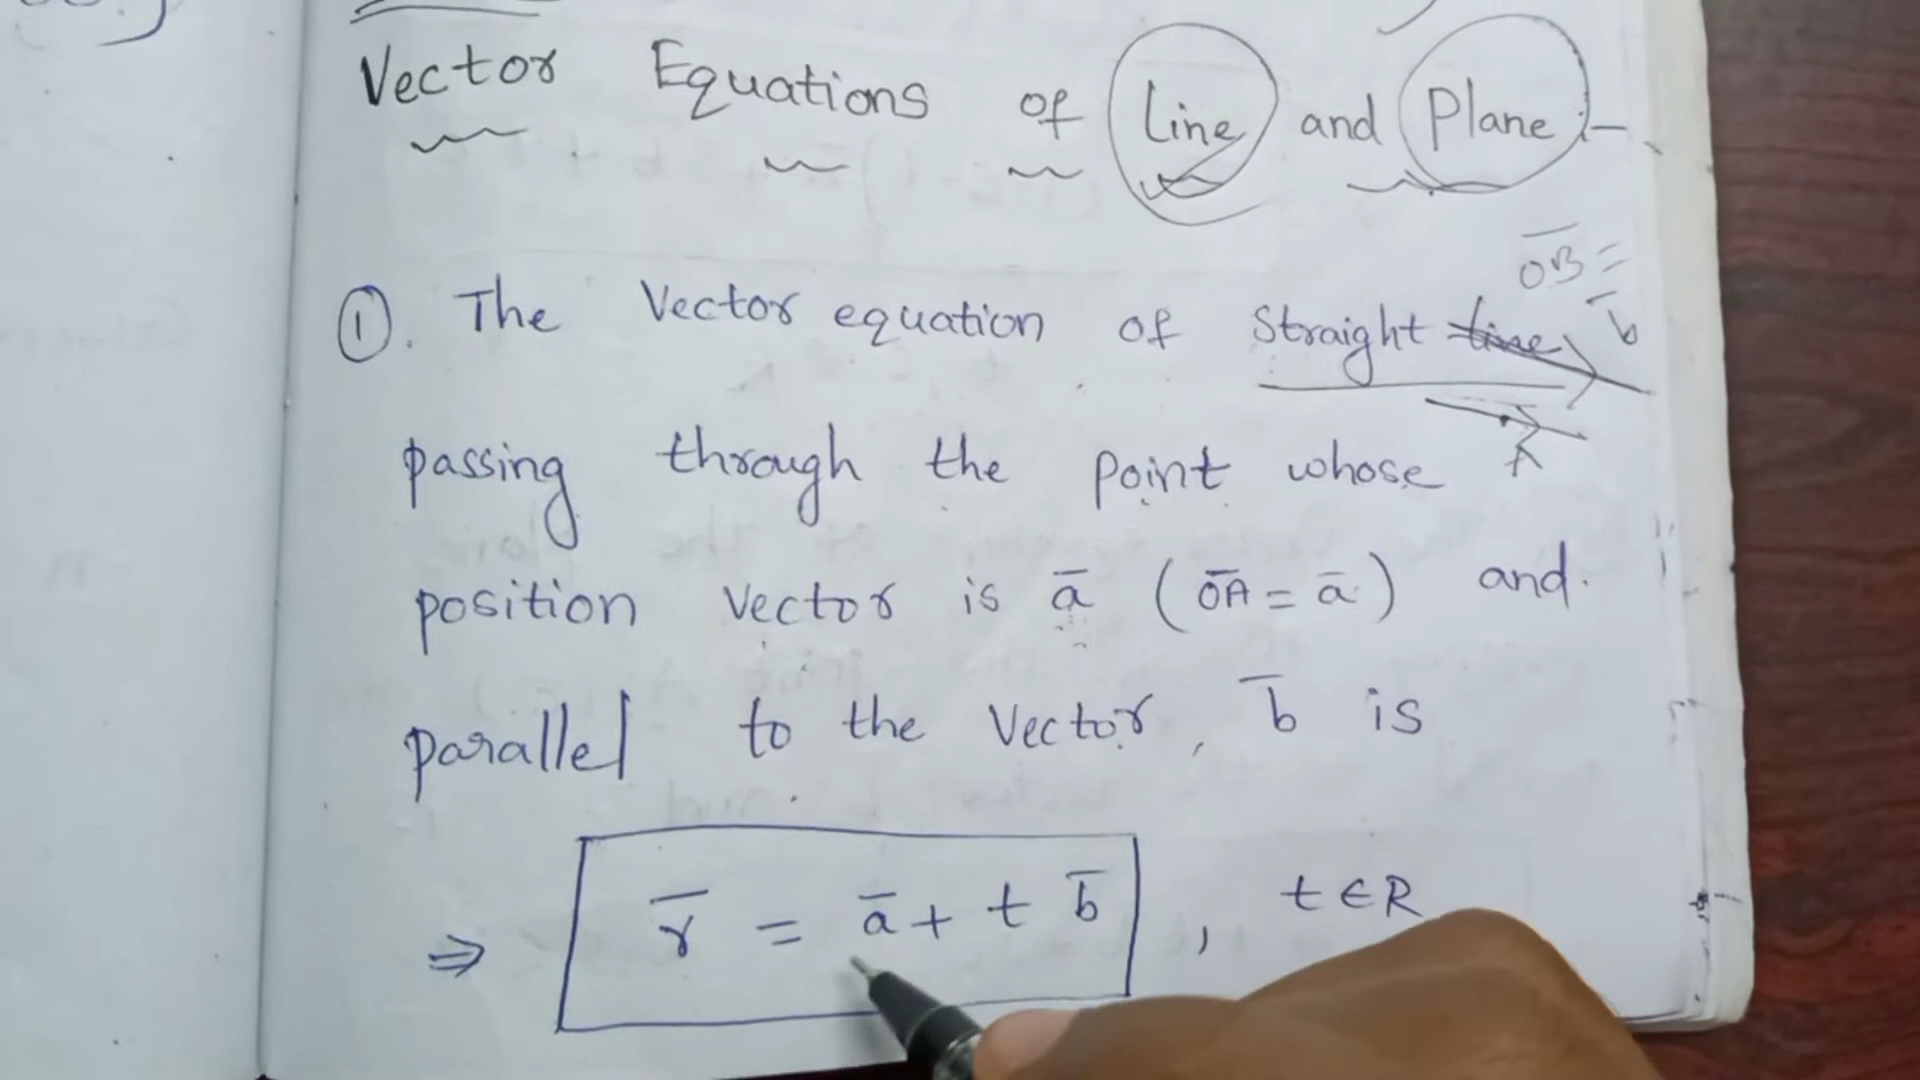 Vector Equations of Line and Plane :-
OB̅ =
b̅
①. The Vector equation of Straight line
A
passing through the point whose
position vector is a̅ (O̅A̅ = a̅) and.
parallel to the vector, b̅ is
⇒ r̅ = a̅ + t b̅ , t ∈ R